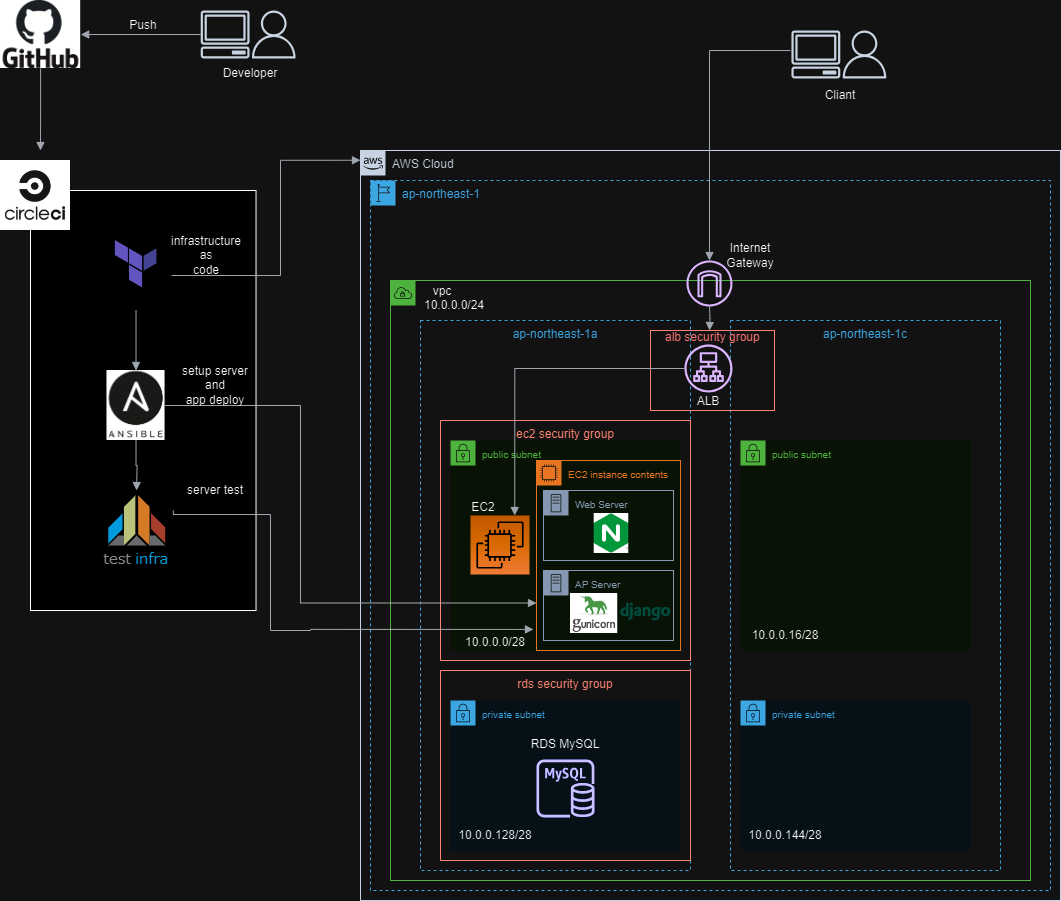 GitHub
Push
Developer
Cliant
circleci
aws
AWS Cloud
ap-northeast-1
infrastructure
as
code
Internet
Gateway
vpc
10.0.0.0/24
ap-northeast-1a
alb security group
ap-northeast-1c
ALB
setup server
and
app deploy
ANSIBLE
ec2 security group
public subnet
public subnet
EC2 instance contents
server test
EC2
Web Server
N
test infra
AP Server
gunicorn
django
10.0.0.0/28
10.0.0.16/28
rds security group
private subnet
private subnet
RDS MySQL
MySQL
10.0.0.128/28
10.0.0.144/28